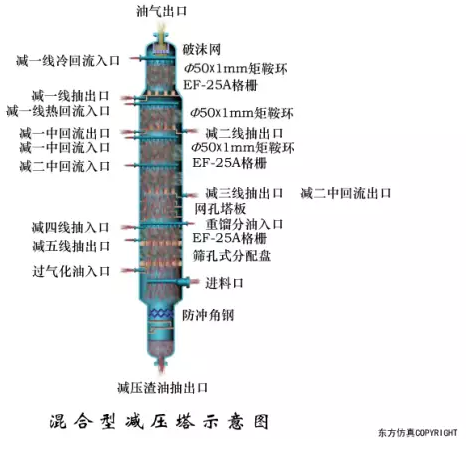 油气出口
破沫网
减一线冷回流入口
Φ50X1mm矩鞍环
EF-25A格栅
减一线抽出口
减一线热回流入口
Φ50X1mm矩鞍环
减一中回流出口
减二线抽出口
减一中回流入口
Φ50X1mm矩鞍环
EF-25A格栅
减二中回流入口
减三线抽出口 减二中回流出口
网孔塔板
减四线抽入口
重馏分油入口
EF-25A格栅
减五线抽出口
筛孔式分配盘
过气化油入口
进料口
防冲角钢
减压渣油抽出口
混合型减压塔示意图
东方仿真COPYRIGHT